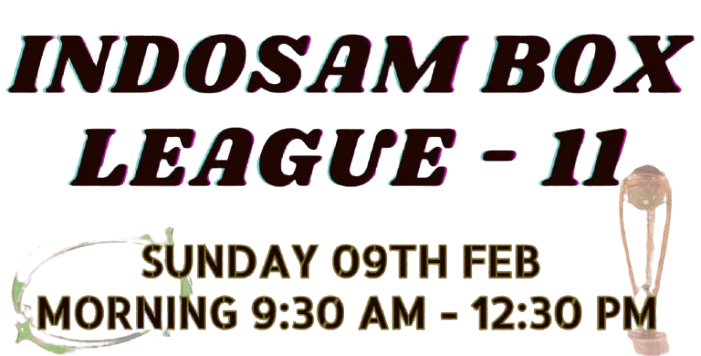 INDOSAM BOX
LEAGUE - 11
SUNDAY 09TH FEB
MORNING 9:30 AM - 12:30 PM